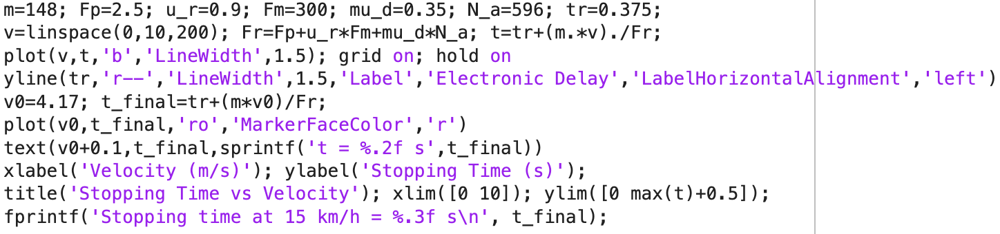 m=148; Fp=2.5; u_r=0.9; Fm=300; mu_d=0.35; N_a=596; tr=0.375;
v=linspace(0,10,200); Fr=Fp+u_r*Fm+mu_d*N_a; t=tr+(m.*v)./Fr;
plot(v,t,'b','LineWidth',1.5); grid on; hold on
yline(tr,'r--','LineWidth',1.5,'Label','Electronic Delay','LabelHorizontalAlignment','left')
v0=4.17; t_final=tr+(m*v0)/Fr;
plot(v0,t_final,'ro','MarkerFaceColor','r')
text(v0+0.1,t_final,sprintf('t = %.2f s',t_final))
xlabel('Velocity (m/s)'); ylabel('Stopping Time (s)');
title('Stopping Time vs Velocity'); xlim([0 10]); ylim([0 max(t)+0.5]);
fprintf('Stopping time at 15 km/h = %.3f s\n', t_final);